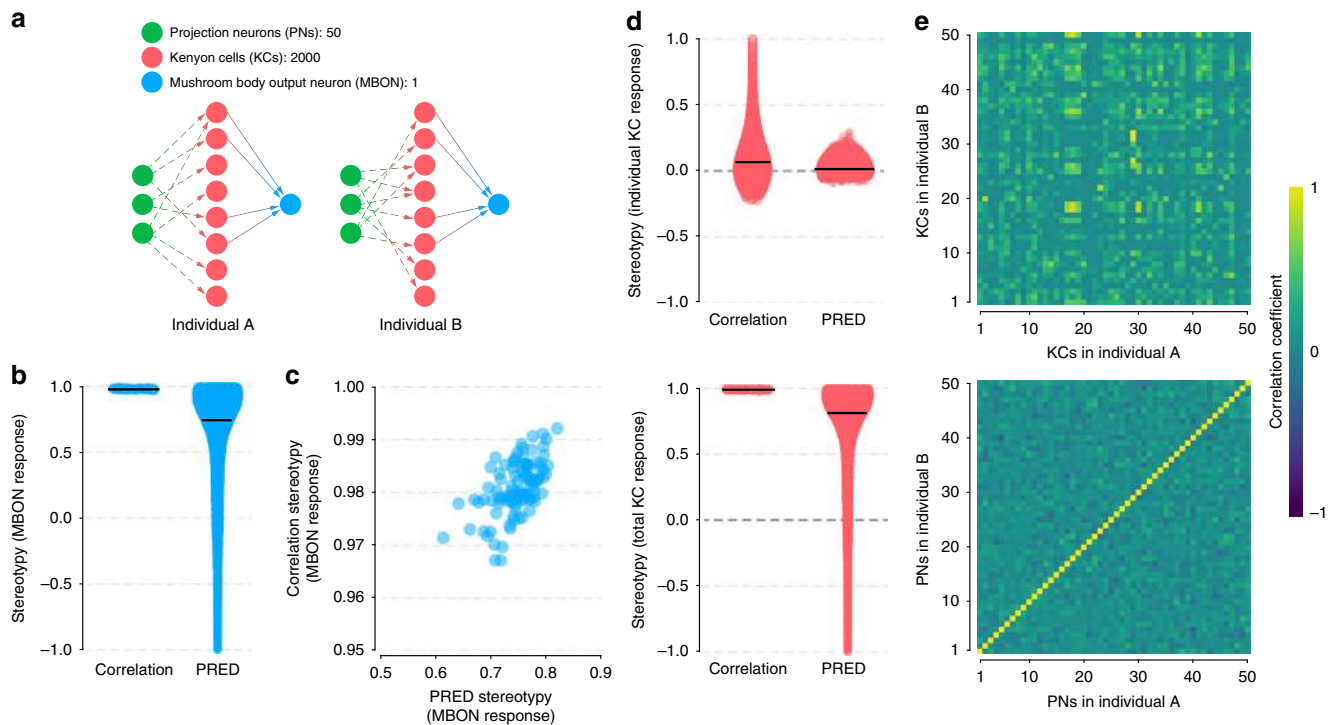 a
Projection neurons (PNs): 50
Kenyon cells (KCs): 2000
Mushroom body output neuron (MBON): 1
Individual A
Individual B
b
Stereotypy (MBON response)
1.0
0.5
0.0
−0.5
−1.0
Correlation
PRED
c
Correlation stereotypy
(MBON response)
1.00
0.99
0.98
0.97
0.96
0.95
0.5
0.6
0.7
0.8
0.9
PRED stereotypy
(MBON response)
d
Stereotypy (individual KC response)
1.0
0.5
0.0
−0.5
−1.0
Correlation
PRED
Stereotypy (total KC response)
1.0
0.5
0.0
−0.5
−1.0
Correlation
PRED
e
KCs in individual B
50
40
30
20
10
1
1
10
20
30
40
50
KCs in individual A
PNs in individual B
50
40
30
20
10
1
1
10
20
30
40
50
PNs in individual A
Correlation coefficient
1
0
−1